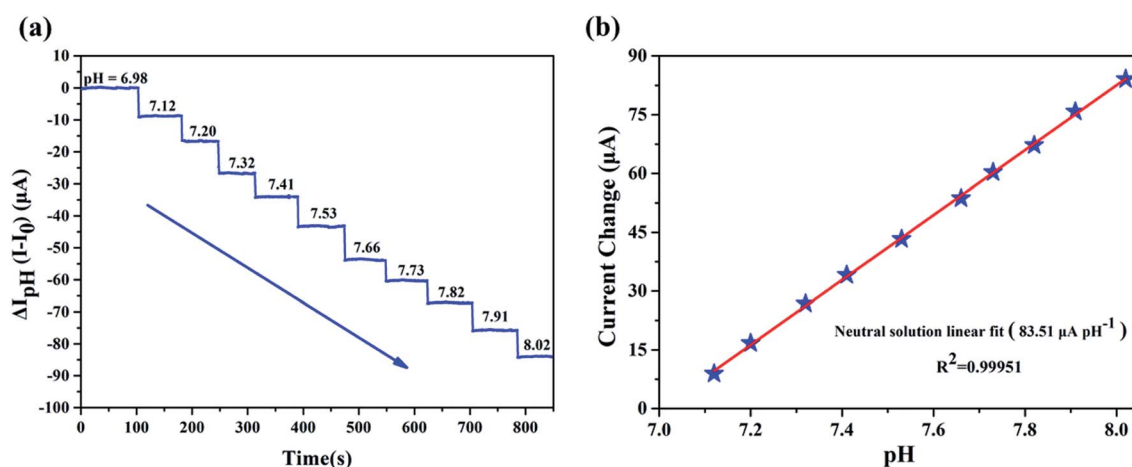 (a)
10
0
-10
-20
-30
-40
-50
-60
-70
-80
-90
-100
ΔI_pH (I-I_0) (µA)
pH = 6.98
7.12
7.20
7.32
7.41
7.53
7.66
7.73
7.82
7.91
8.02
0 100 200 300 400 500 600 700 800
Time(s)
(b)
90
75
60
45
30
15
0
Current Change (µA)
Neutral solution linear fit ( 83.51 µA pH⁻¹ )
R²=0.99951
7.0 7.2 7.4 7.6 7.8 8.0
pH